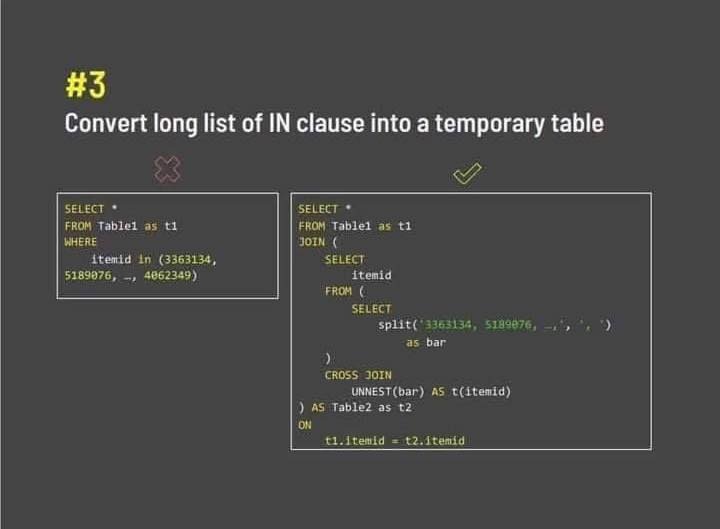 #3
Convert long list of IN clause into a temporary table
SELECT *
FROM Table1 as t1
WHERE
itemid in (3363134,
5189076, …, 4062349)
SELECT *
FROM Table1 as t1
JOIN (
SELECT
itemid
FROM (
SELECT
split('3363134, 5189076, …,', ', ')
as bar
)
CROSS JOIN
UNNEST(bar) AS t(itemid)
) AS Table2 as t2
ON
t1.itemid = t2.itemid